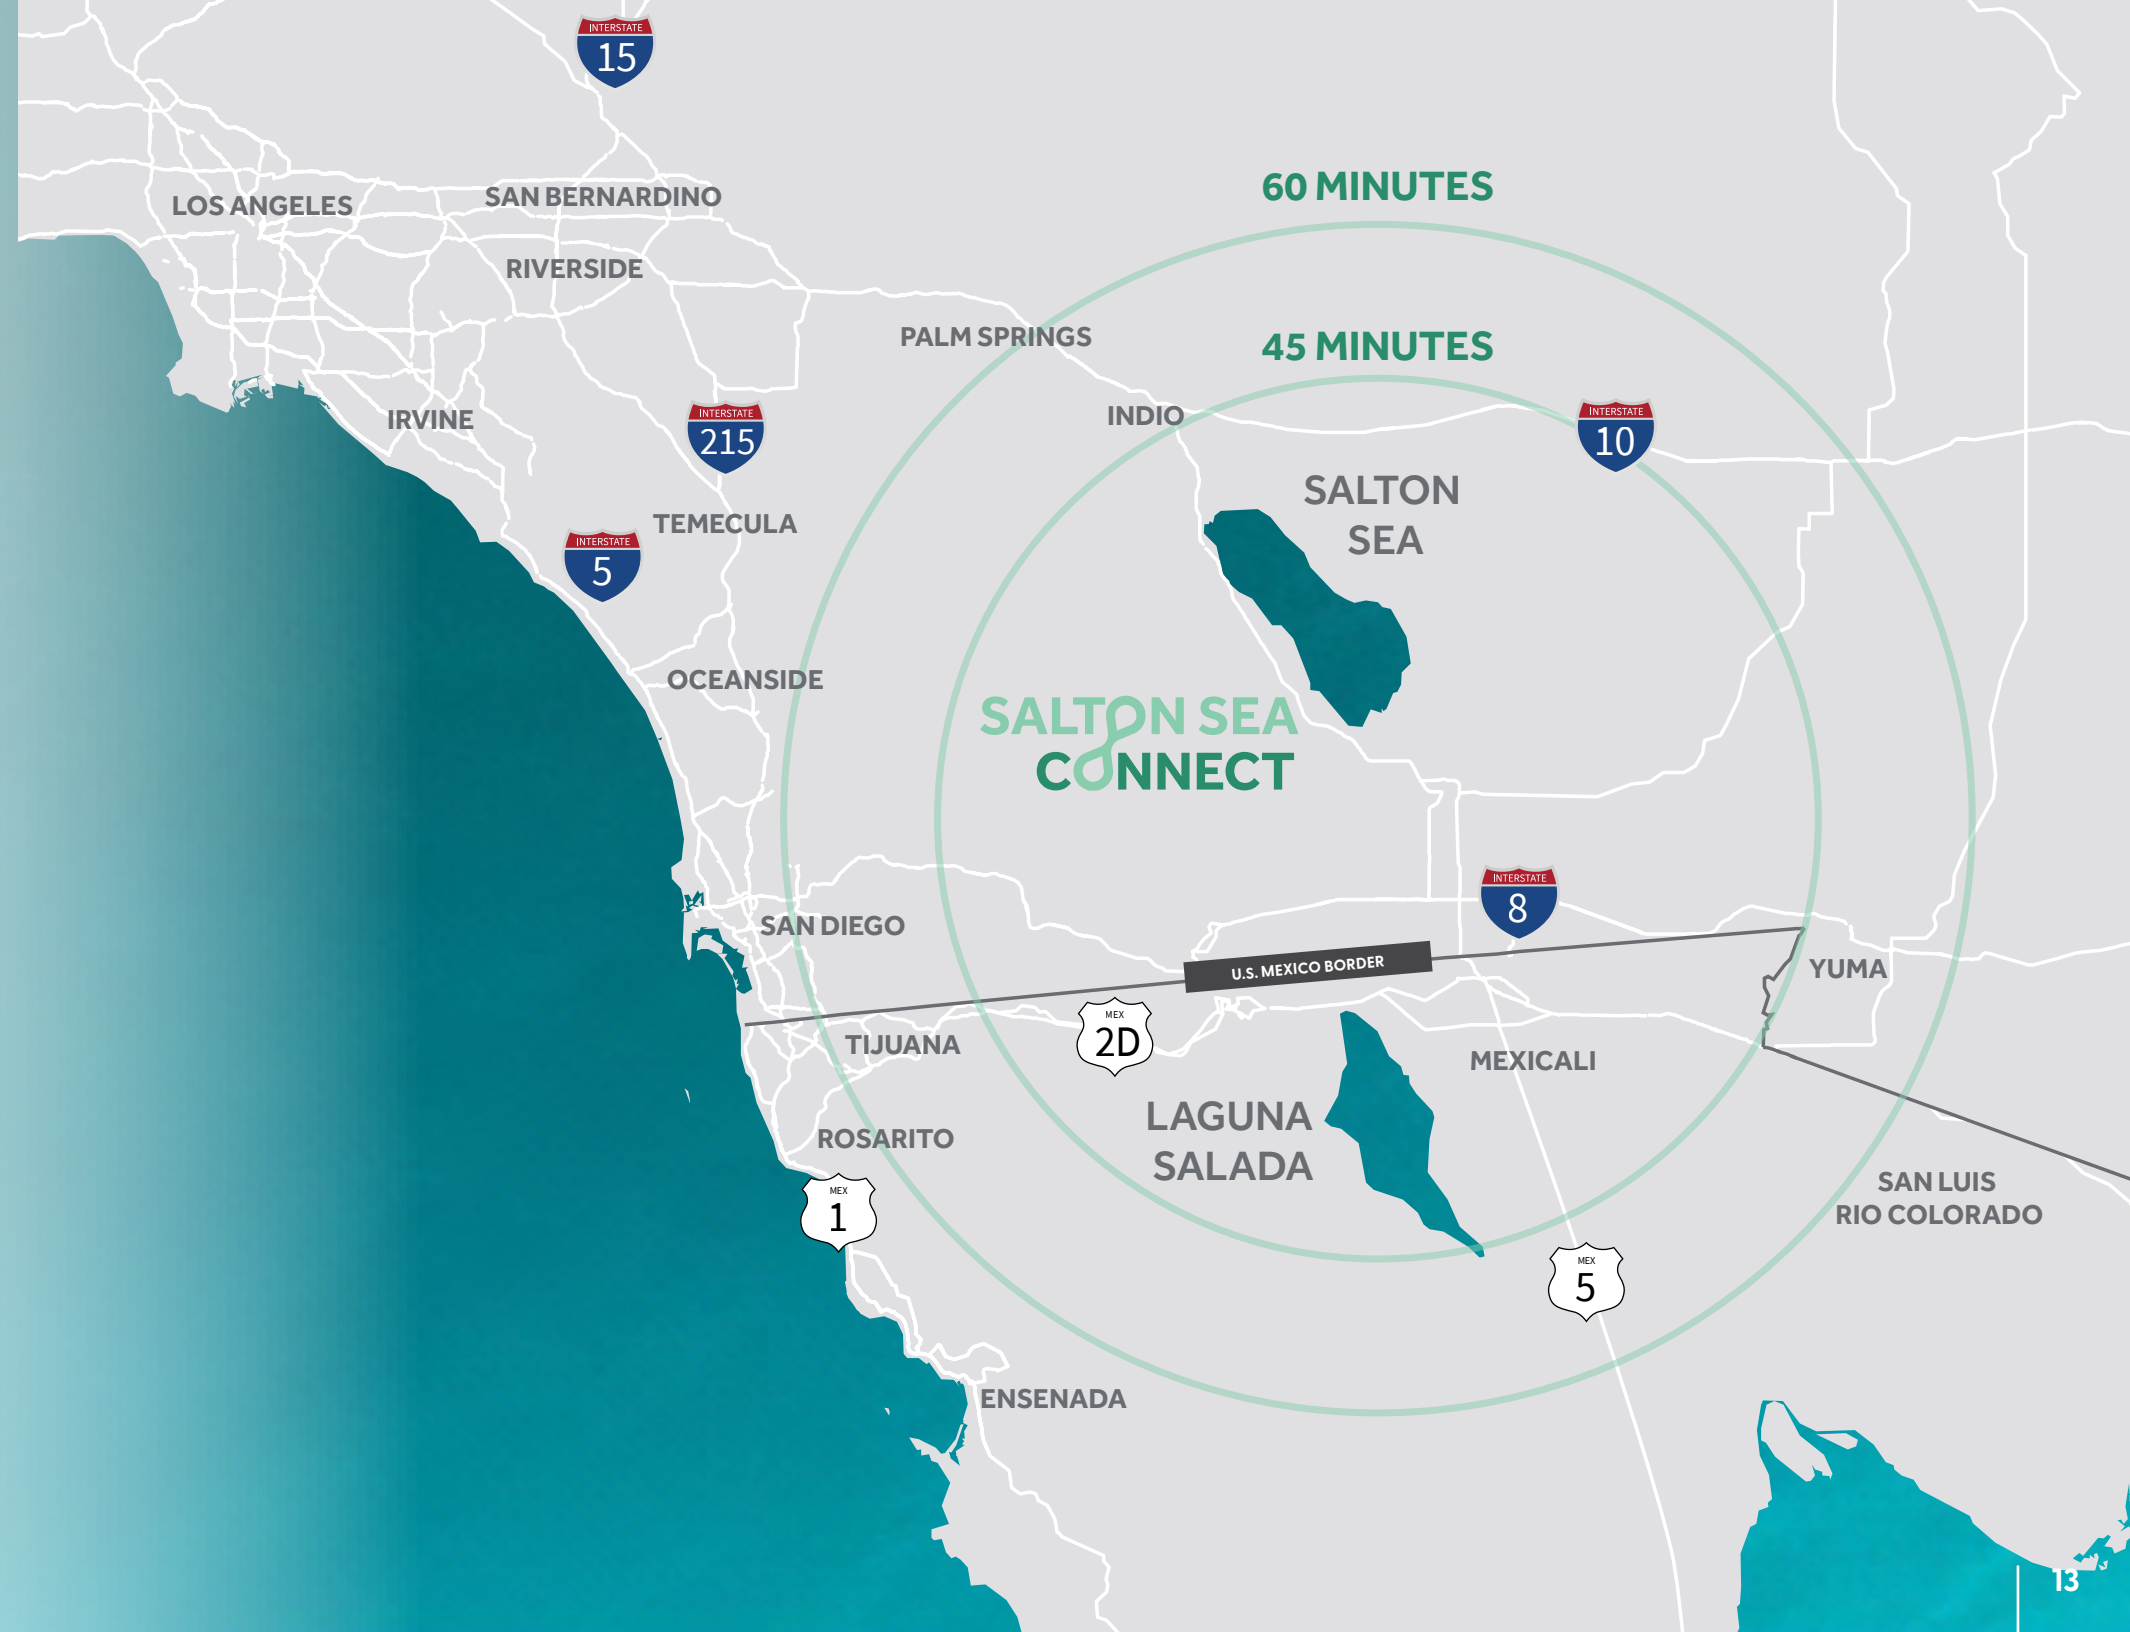 INTERSTATE
15
60 MINUTES
SAN BERNARDINO
LOS ANGELES
RIVERSIDE
PALM SPRINGS
45 MINUTES
INDIO
IRVINE
INTERSTATE
215
INTERSTATE
10
SALTON
SEA
TEMECULA
INTERSTATE
5
OCEANSIDE
SALTON SEA
CONNECT
INTERSTATE
8
SAN DIEGO
U.S. MEXICO BORDER
YUMA
MEX
2D
TIJUANA
MEXICALI
LAGUNA
SALADA
ROSARITO
MEX
1
SAN LUIS
RIO COLORADO
MEX
5
ENSENADA
13